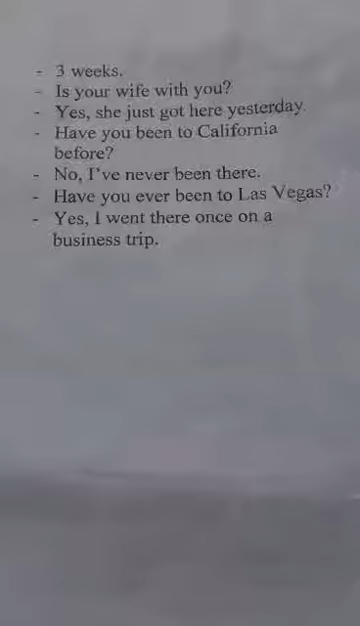 - 3 weeks.
- Is your wife with you?
- Yes, she just got here yesterday.
- Have you been to California
before?
- No, I've never been there.
- Have you ever been to Las Vegas?
- Yes, I went there once on a
business trip.